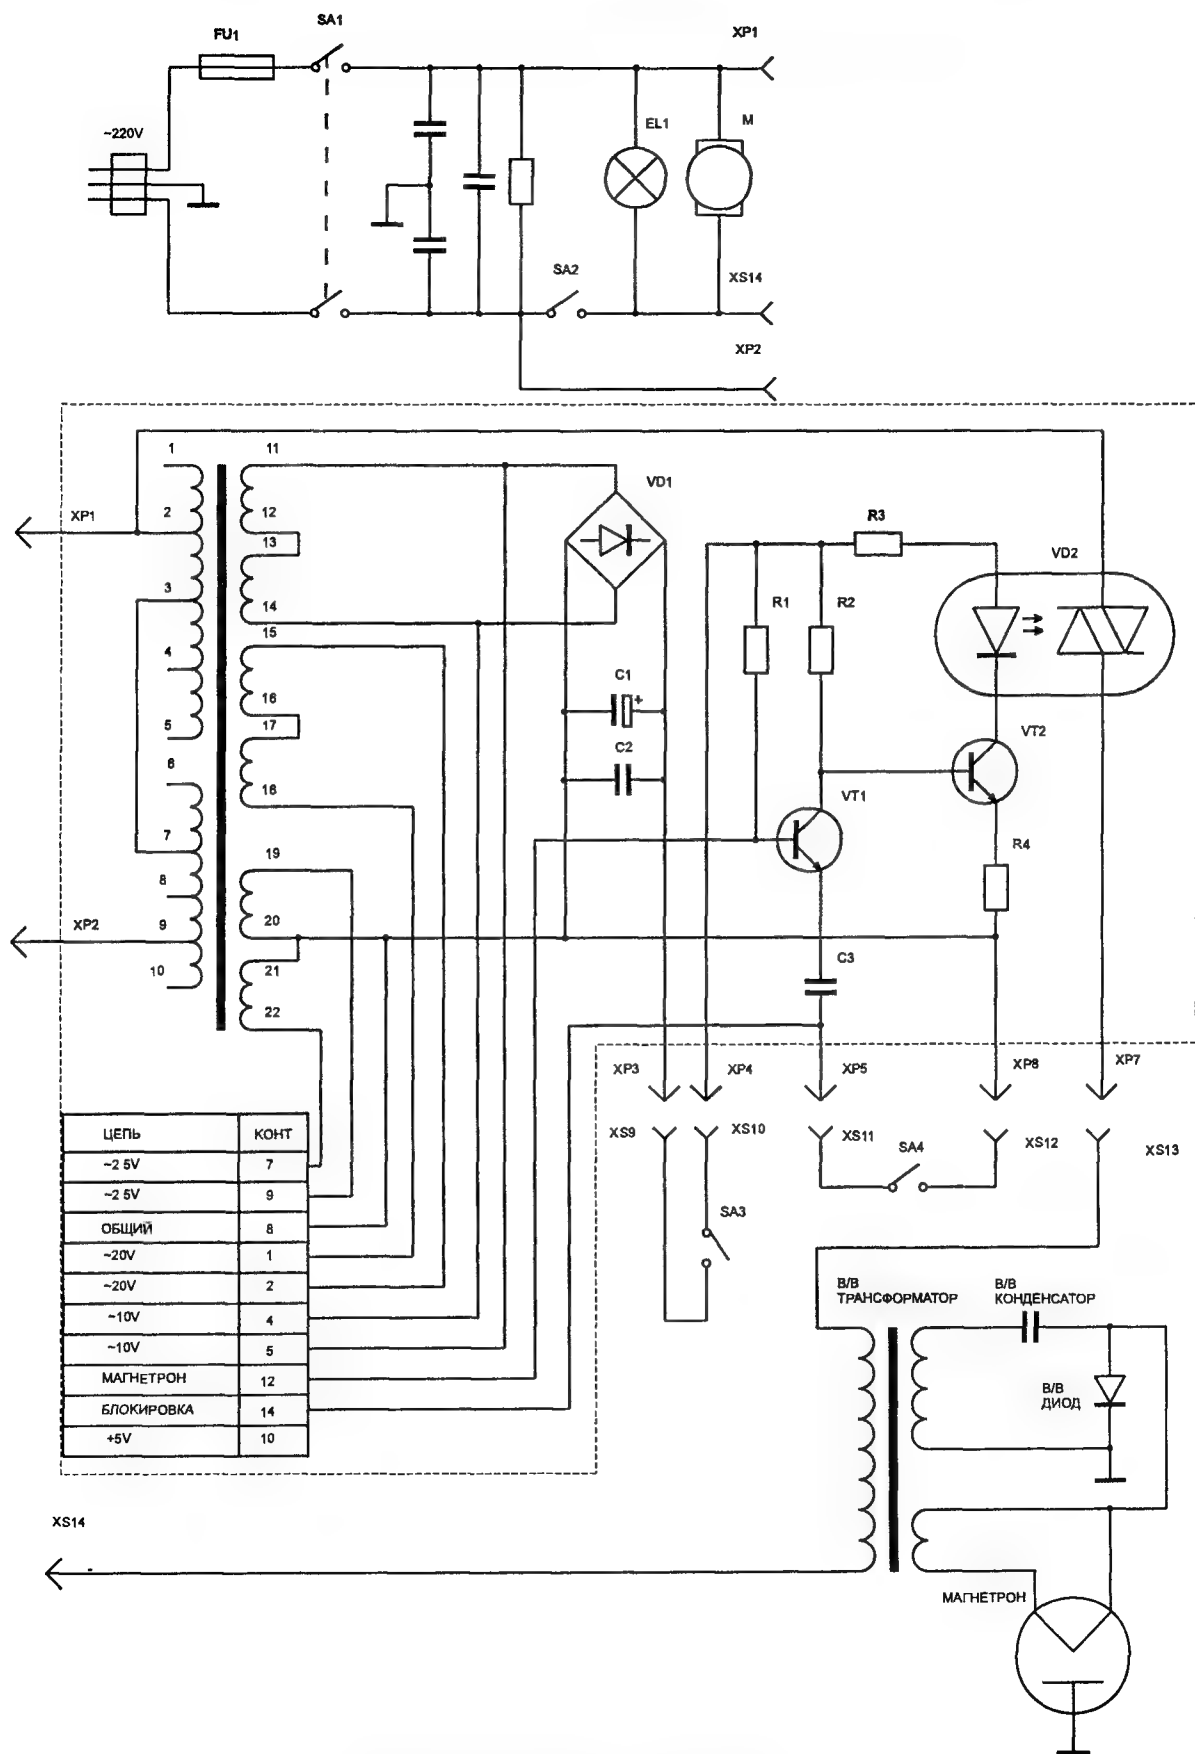 SA1
FU1
XP1
~220V
EL1
M
SA2
XS14
XP2
1
11
VD1
XP1
2
12
R3
13
VD2
3
R1
R2
14
15
4
C1
+
16
5
17
C2
VT2
6
18
VT1
7
R4
19
8
XP2
9
20
C3
10
21
22
XP3
XP4
XP5
XP8
XP7
ЦЕПЬ КОНТ
~2 5V 7
~2 5V 9
ОБЩИЙ 8
~20V 1
~20V 2
~10V 4
~10V 5
МАГНЕТРОН 12
БЛОКИРОВКА 14
+5V 10
XS9
XS10
XS11
SA4
XS12
XS13
SA3
В/В
ТРАНСФОРМАТОР
В/В
КОНДЕНСАТОР
В/В
ДИОД
XS14
МАГНЕТРОН